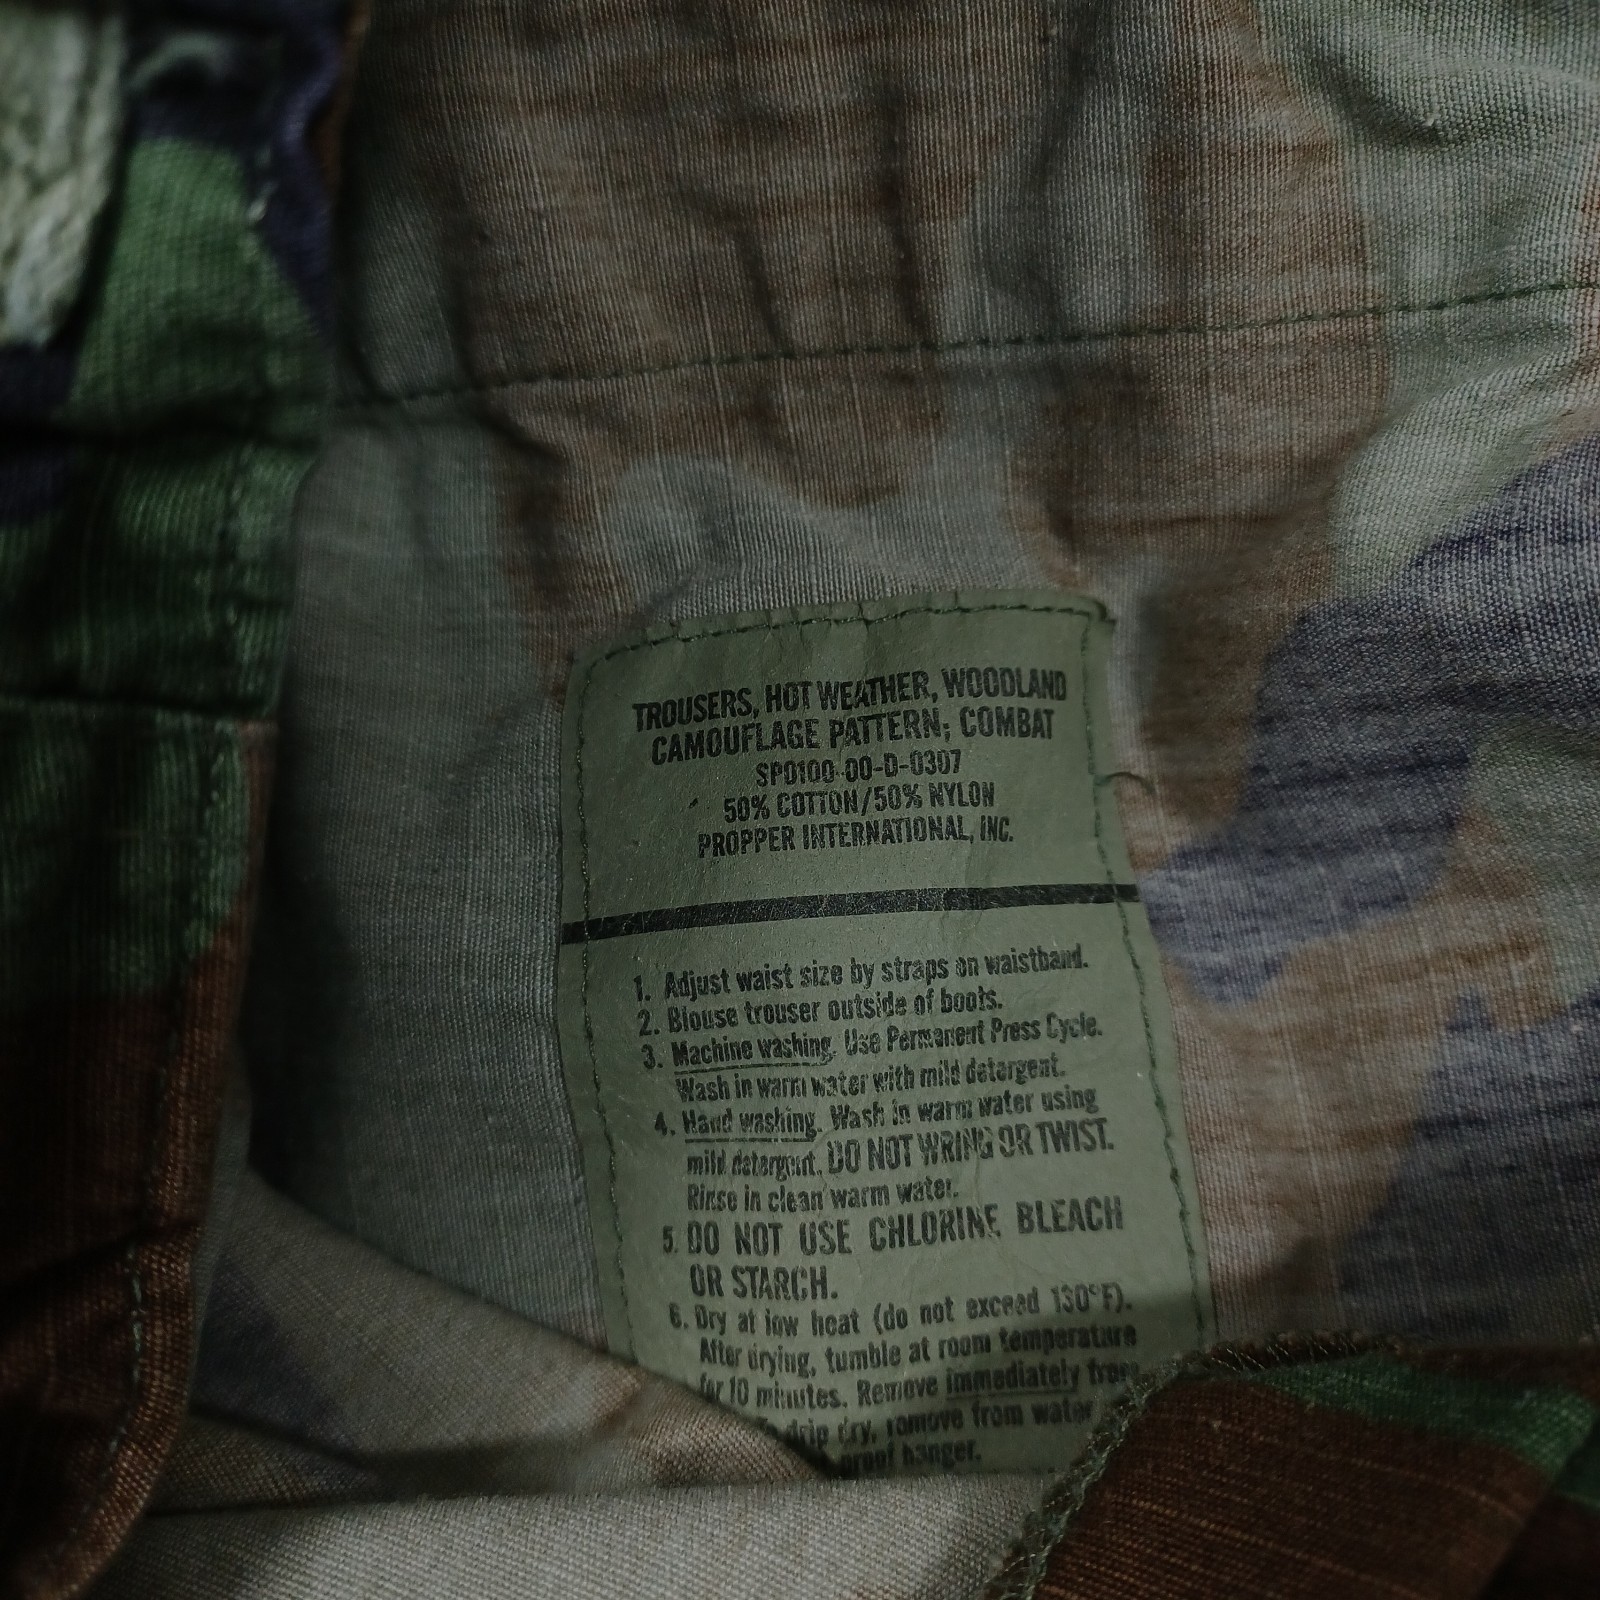 TROUSERS, HOT WEATHER, WOODLAND
CAMOUFLAGE PATTERN; COMBAT
SP0100-00-D-0307
50% COTTON/50% NYLON
PROPPER INTERNATIONAL, INC.
1. Adjust waist size by straps on waistband.
2. Blouse trouser outside of boots.
3. Machine washing. Use Permanent Press Cycle.
Wash in warm water with mild detergent.
4. Hand washing. Wash in warm water using
mild detergent. DO NOT WRING OR TWIST.
Rinse in clean warm water.
5. DO NOT USE CHLORINE BLEACH
OR STARCH.
6. Dry at low heat (do not exceed 130°F).
After drying, tumble at room temperature
for 10 minutes. Remove immediately from
To drip dry, remove from water
proof hanger.